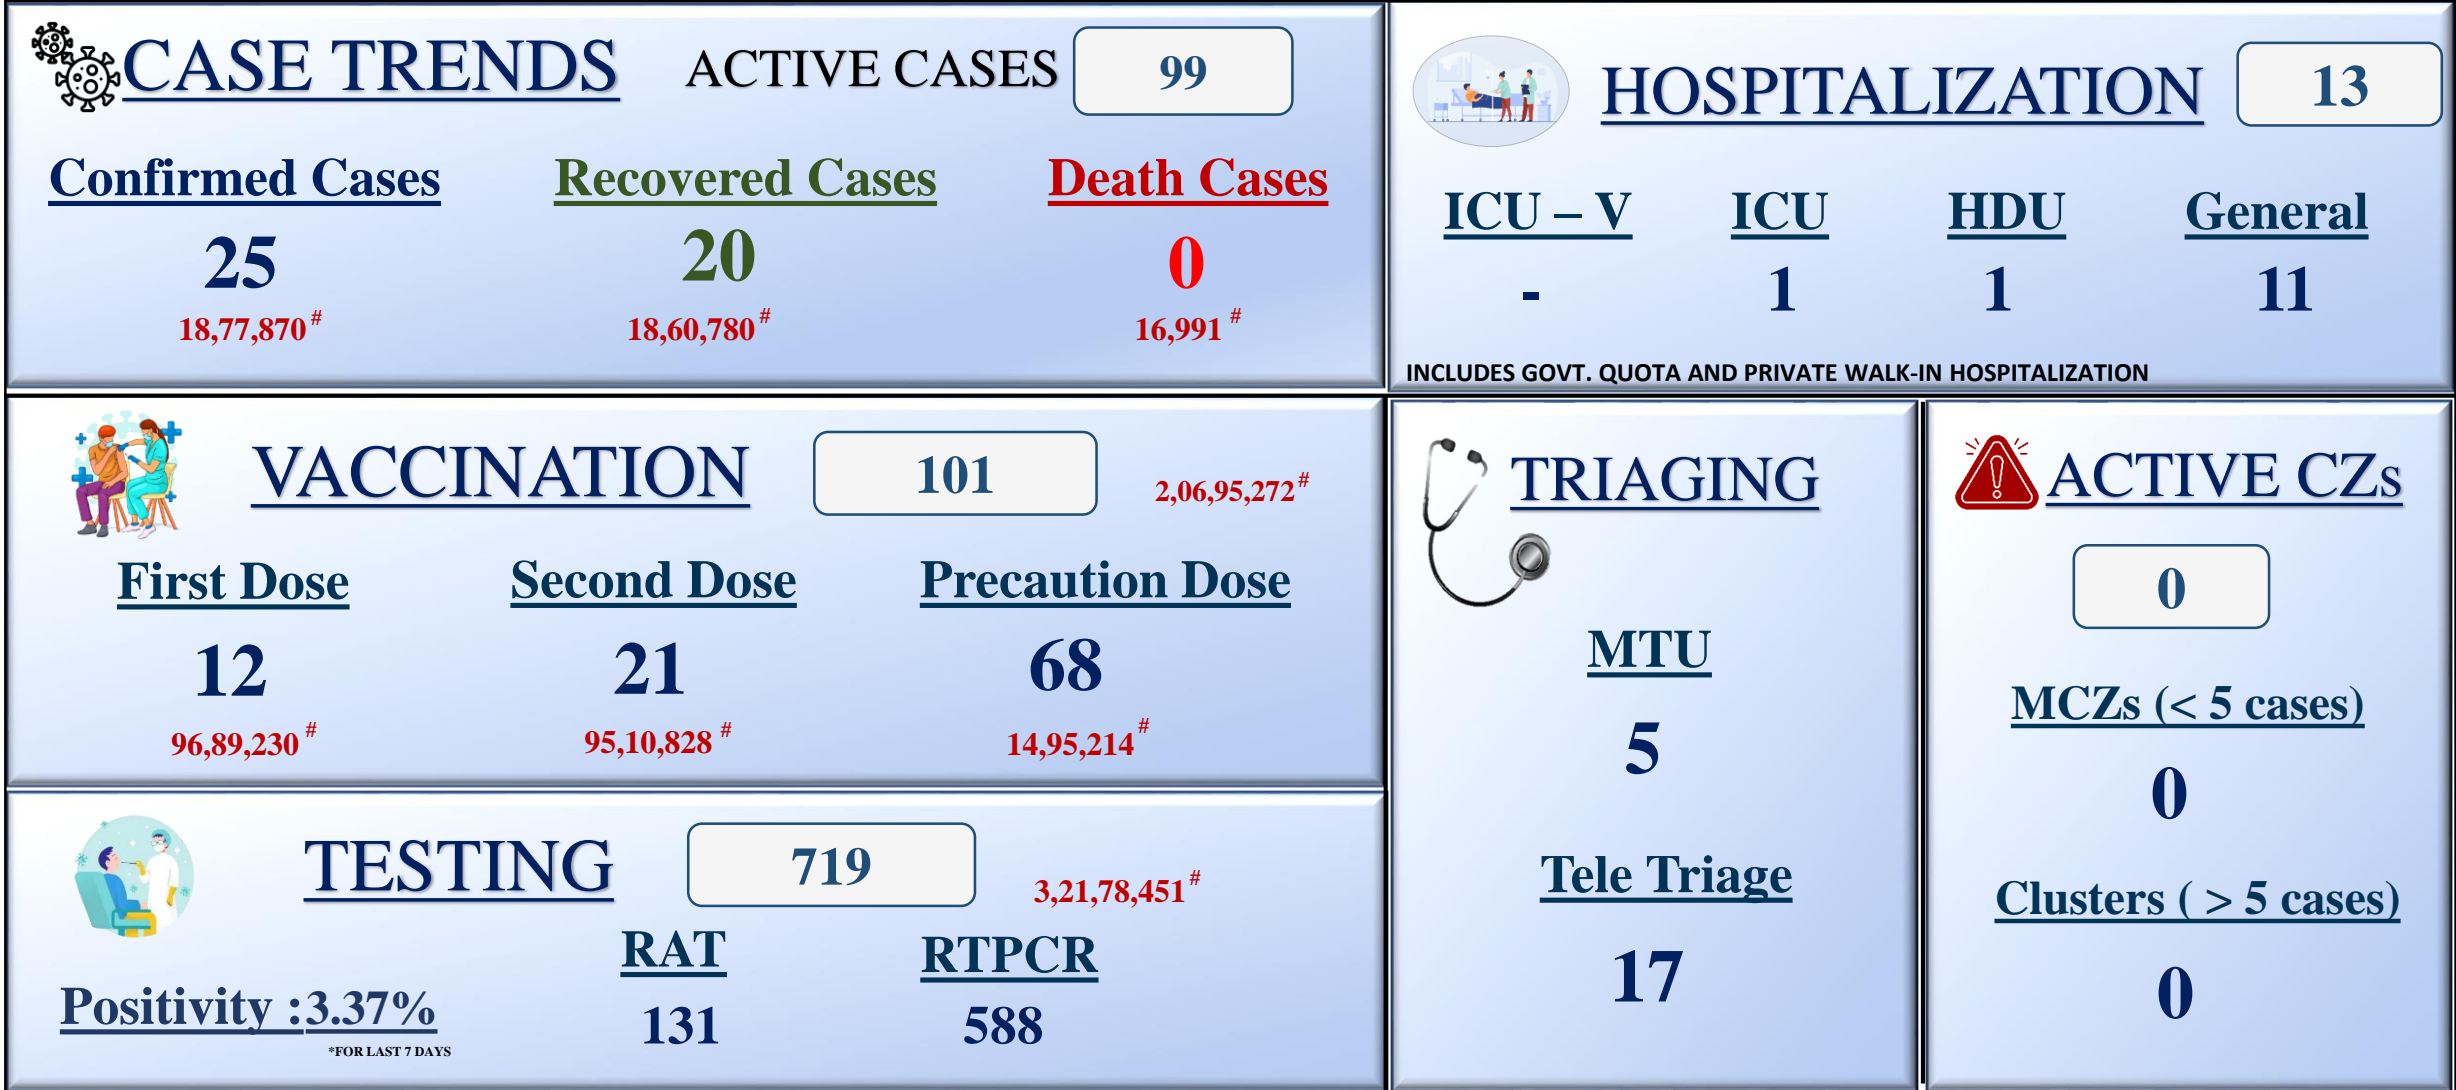 CASE TRENDS ACTIVE CASES 99
Confirmed Cases Recovered Cases Death Cases
25 20 0
18,77,870# 18,60,780# 16,991 #
HOSPITALIZATION 13
ICU – V ICU HDU General
- 1 1 11
INCLUDES GOVT. QUOTA AND PRIVATE WALK-IN HOSPITALIZATION
VACCINATION 101 2,06,95,272#
First Dose Second Dose Precaution Dose
12 21 68
96,89,230 # 95,10,828 # 14,95,214 #
TESTING 719 3,21,78,451#
RAT RTPCR
Positivity :3.37% 131 588
*FOR LAST 7 DAYS
TRIAGING
MTU
5
Tele Triage
17
ACTIVE CZs
0
MCZs (< 5 cases)
0
Clusters ( > 5 cases)
0